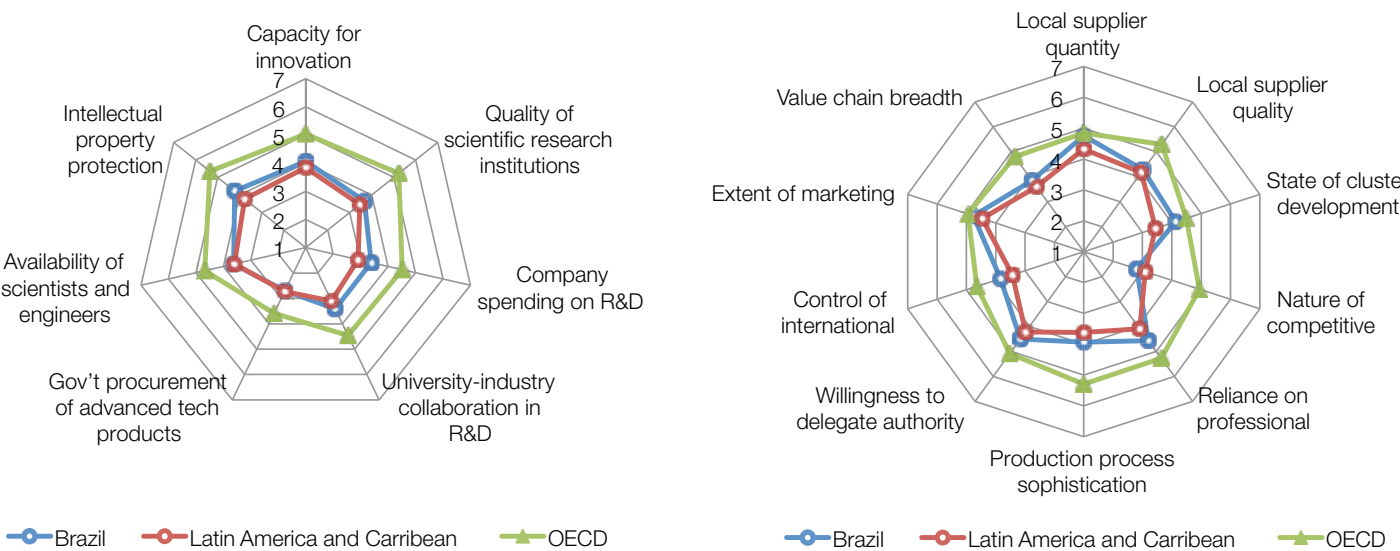 Capacity for
innovation
7
6
5
4
3
2
1
Quality of
scientific research
institutions
Company
spending on R&D
University-industry
collaboration in
R&D
Gov't procurement
of advanced tech
products
Availability of
scientists and
engineers
Intellectual
property
protection
Brazil
Latin America and Carribean
OECD
Local supplier
quantity
7
6
5
4
3
2
1
Local supplier
quality
State of cluste
development
Nature of
competitive
Reliance on
professional
Production process
sophistication
Willingness to
delegate authority
Control of
international
Extent of marketing
Value chain breadth
Brazil
Latin America and Carribean
OECD